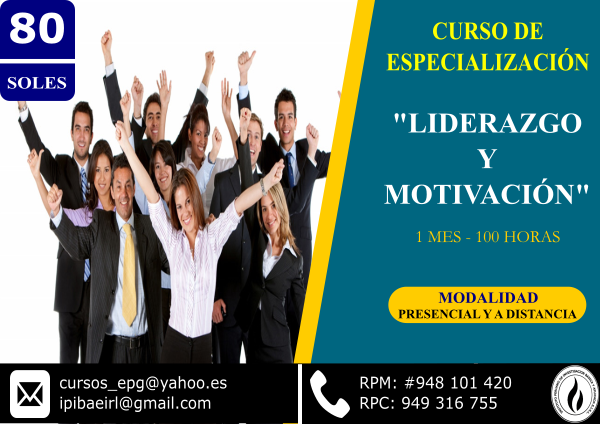 80
SOLES
CURSO DE
ESPECIALIZACIÓN
"LIDERAZGO
Y
MOTIVACIÓN"
1 MES - 100 HORAS
MODALIDAD
PRESENCIAL Y A DISTANCIA
cursos_epg@yahoo.es
ipibaeirl@gmail.com
RPM: #948 101 420
RPC: 949 316 755